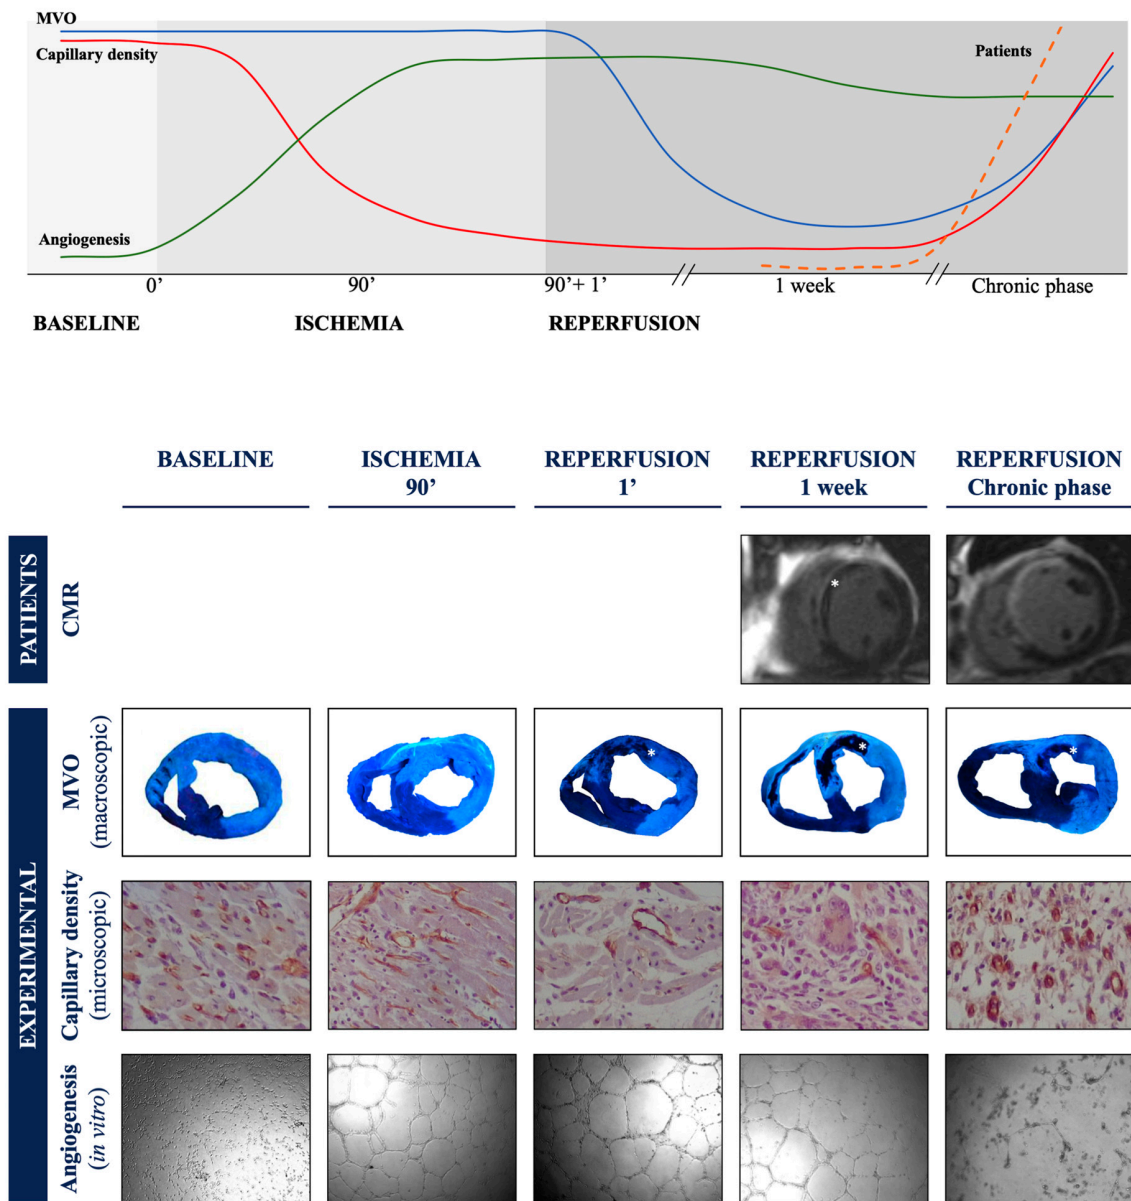 MVO
Capillary density
Patients
Angiogenesis
0’ 90’ 90’+ 1’ 1 week Chronic phase
BASELINE ISCHEMIA REPERFUSION
BASELINE ISCHEMIA REPERFUSION REPERFUSION REPERFUSION
90’ 1’ 1 week Chronic phase
PATIENTS
CMR
*
EXPERIMENTAL
MVO
(macroscopic)
* * *
Capillary density
(microscopic)
Angiogenesis
(in vitro)